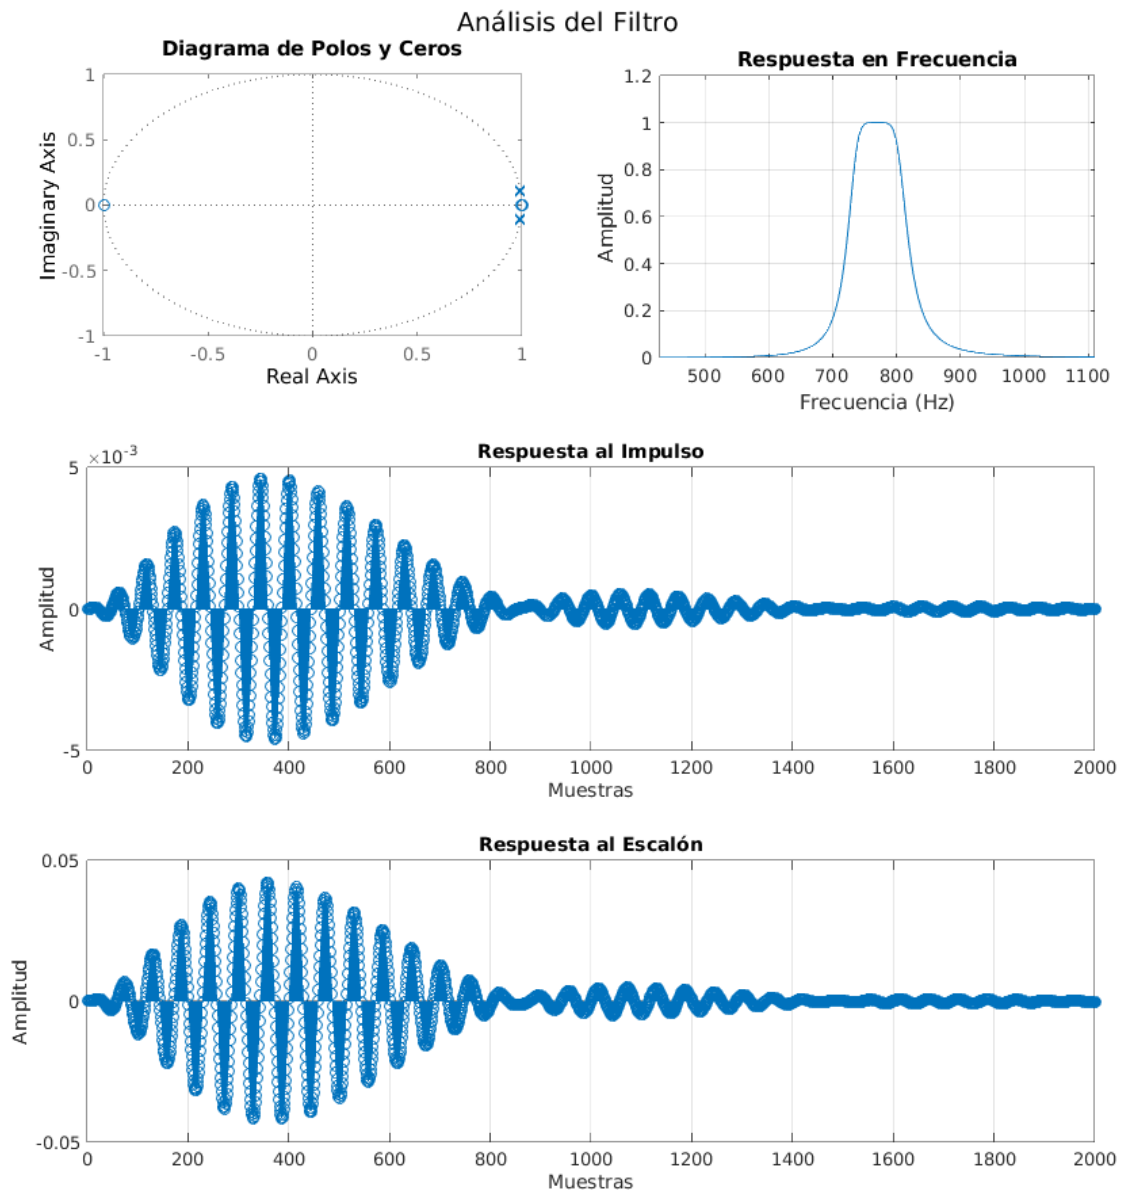 Análisis del Filtro
Diagrama de Polos y Ceros
1
0.5
0
-0.5
-1
-1 -0.5 0 0.5 1
Imaginary Axis
Real Axis
Respuesta en Frecuencia
1.2
1
0.8
0.6
0.4
0.2
0
500 600 700 800 900 1000 1100
Amplitud
Frecuencia (Hz)
Respuesta al Impulso
×10⁻³
5
0
-5
0 200 400 600 800 1000 1200 1400 1600 1800 2000
Amplitud
Muestras
Respuesta al Escalón
0.05
0
-0.05
0 200 400 600 800 1000 1200 1400 1600 1800 2000
Amplitud
Muestras